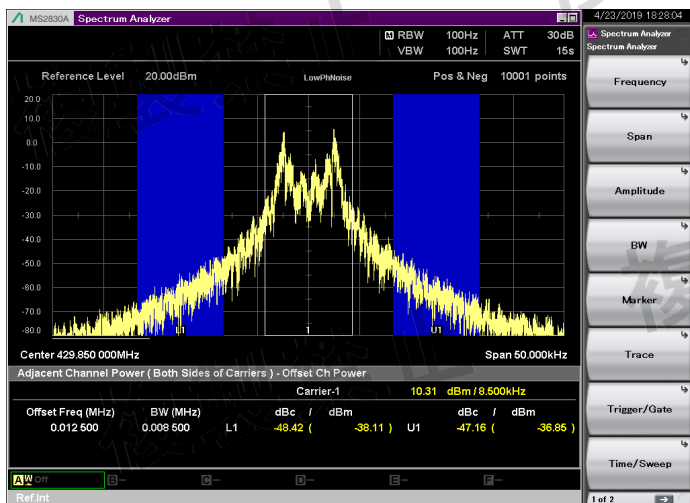 MS2830A Spectrum Analyzer
4/23/2019 18:28:04
M RBW 100Hz ATT 30dB
VBW 100Hz SWT 15s
Spectrum Analyzer
Spectrum Analyzer
Reference Level 20.00dBm LowPhNoise Pos & Neg 10001 points
20.0
10.0
0.0
-10.0
-20.0
-30.0
-40.0
-50.0
-60.0
-70.0
-80.0
L1 1 U1
Center 429.850 000MHz Span 50.000kHz
Adjacent Channel Power ( Both Sides of Carriers ) - Offset Ch Power
Carrier-1 10.31 dBm / 8.500kHz
Offset Freq (MHz) BW (MHz) dBc / dBm dBc / dBm
0.012 500 0.008 500 L1 -48.42 ( -38.11 ) U1 -47.16 ( -36.85 )
A W Off B-- C-- D-- E-- F--
Ref.Int
Frequency
Span
Amplitude
BW
Marker
Trace
Trigger/Gate
Time/Sweep
1 of 2